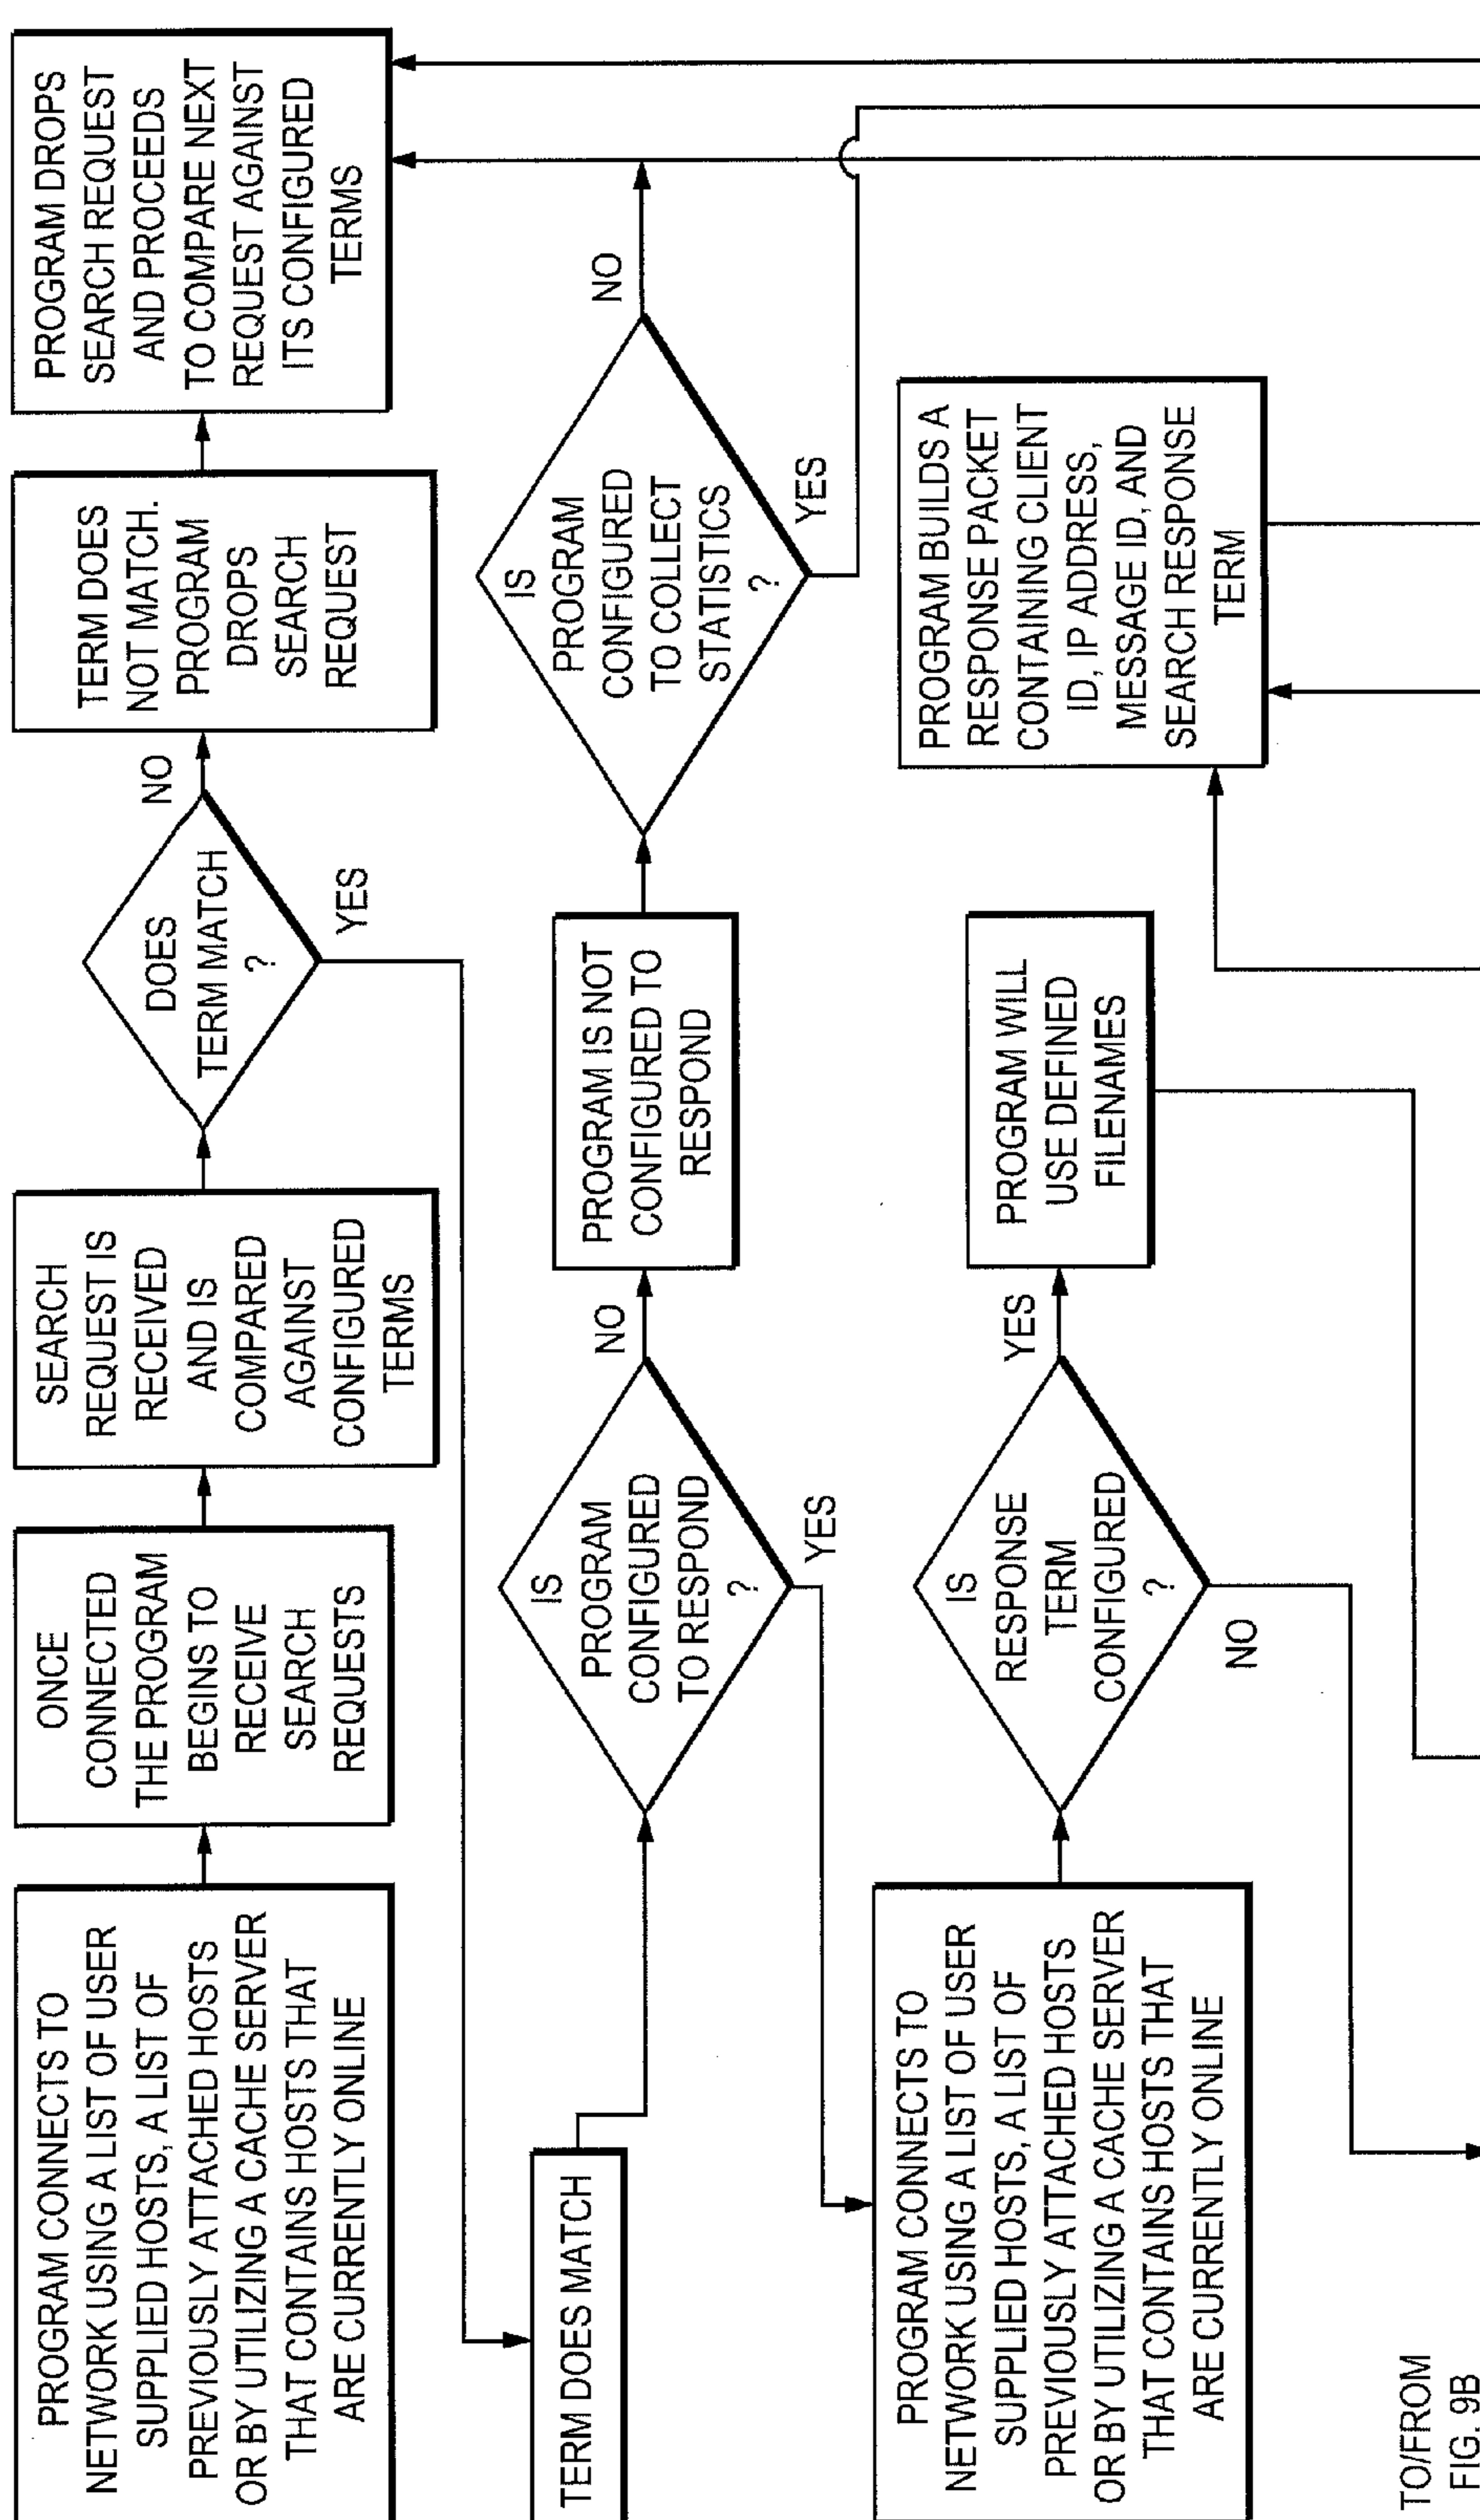 PROGRAM CONNECTS TO
NETWORK USING A LIST OF USER
SUPPLIED HOSTS, A LIST OF
PREVIOUSLY ATTACHED HOSTS
OR BY UTILIZING A CACHE SERVER
THAT CONTAINS HOSTS THAT
ARE CURRENTLY ONLINE
ONCE
CONNECTED
THE PROGRAM
BEGINS TO
RECEIVE
SEARCH
REQUESTS
SEARCH
REQUEST IS
RECEIVED
AND IS
COMPARED
AGAINST
CONFIGURED
TERMS
DOES
TERM MATCH
?
NO
YES
TERM DOES
NOT MATCH.
PROGRAM
DROPS
SEARCH
REQUEST
PROGRAM DROPS
SEARCH REQUEST
AND PROCEEDS
TO COMPARE NEXT
REQUEST AGAINST
ITS CONFIGURED
TERMS
TERM DOES MATCH
IS
PROGRAM
CONFIGURED
TO RESPOND
?
NO
YES
PROGRAM IS NOT
CONFIGURED TO
RESPOND
IS
PROGRAM
CONFIGURED
TO COLLECT
STATISTICS
?
NO
YES
PROGRAM CONNECTS TO
NETWORK USING A LIST OF USER
SUPPLIED HOSTS, A LIST OF
PREVIOUSLY ATTACHED HOSTS
OR BY UTILIZING A CACHE SERVER
THAT CONTAINS HOSTS THAT
ARE CURRENTLY ONLINE
IS
RESPONSE
TERM
CONFIGURED
?
YES
NO
PROGRAM WILL
USE DEFINED
FILENAMES
PROGRAM BUILDS A
RESPONSE PACKET
CONTAINING CLIENT
ID, IP ADDRESS,
MESSAGE ID, AND
SEARCH RESPONSE
TERM
TO/FROM
FIG. 9B